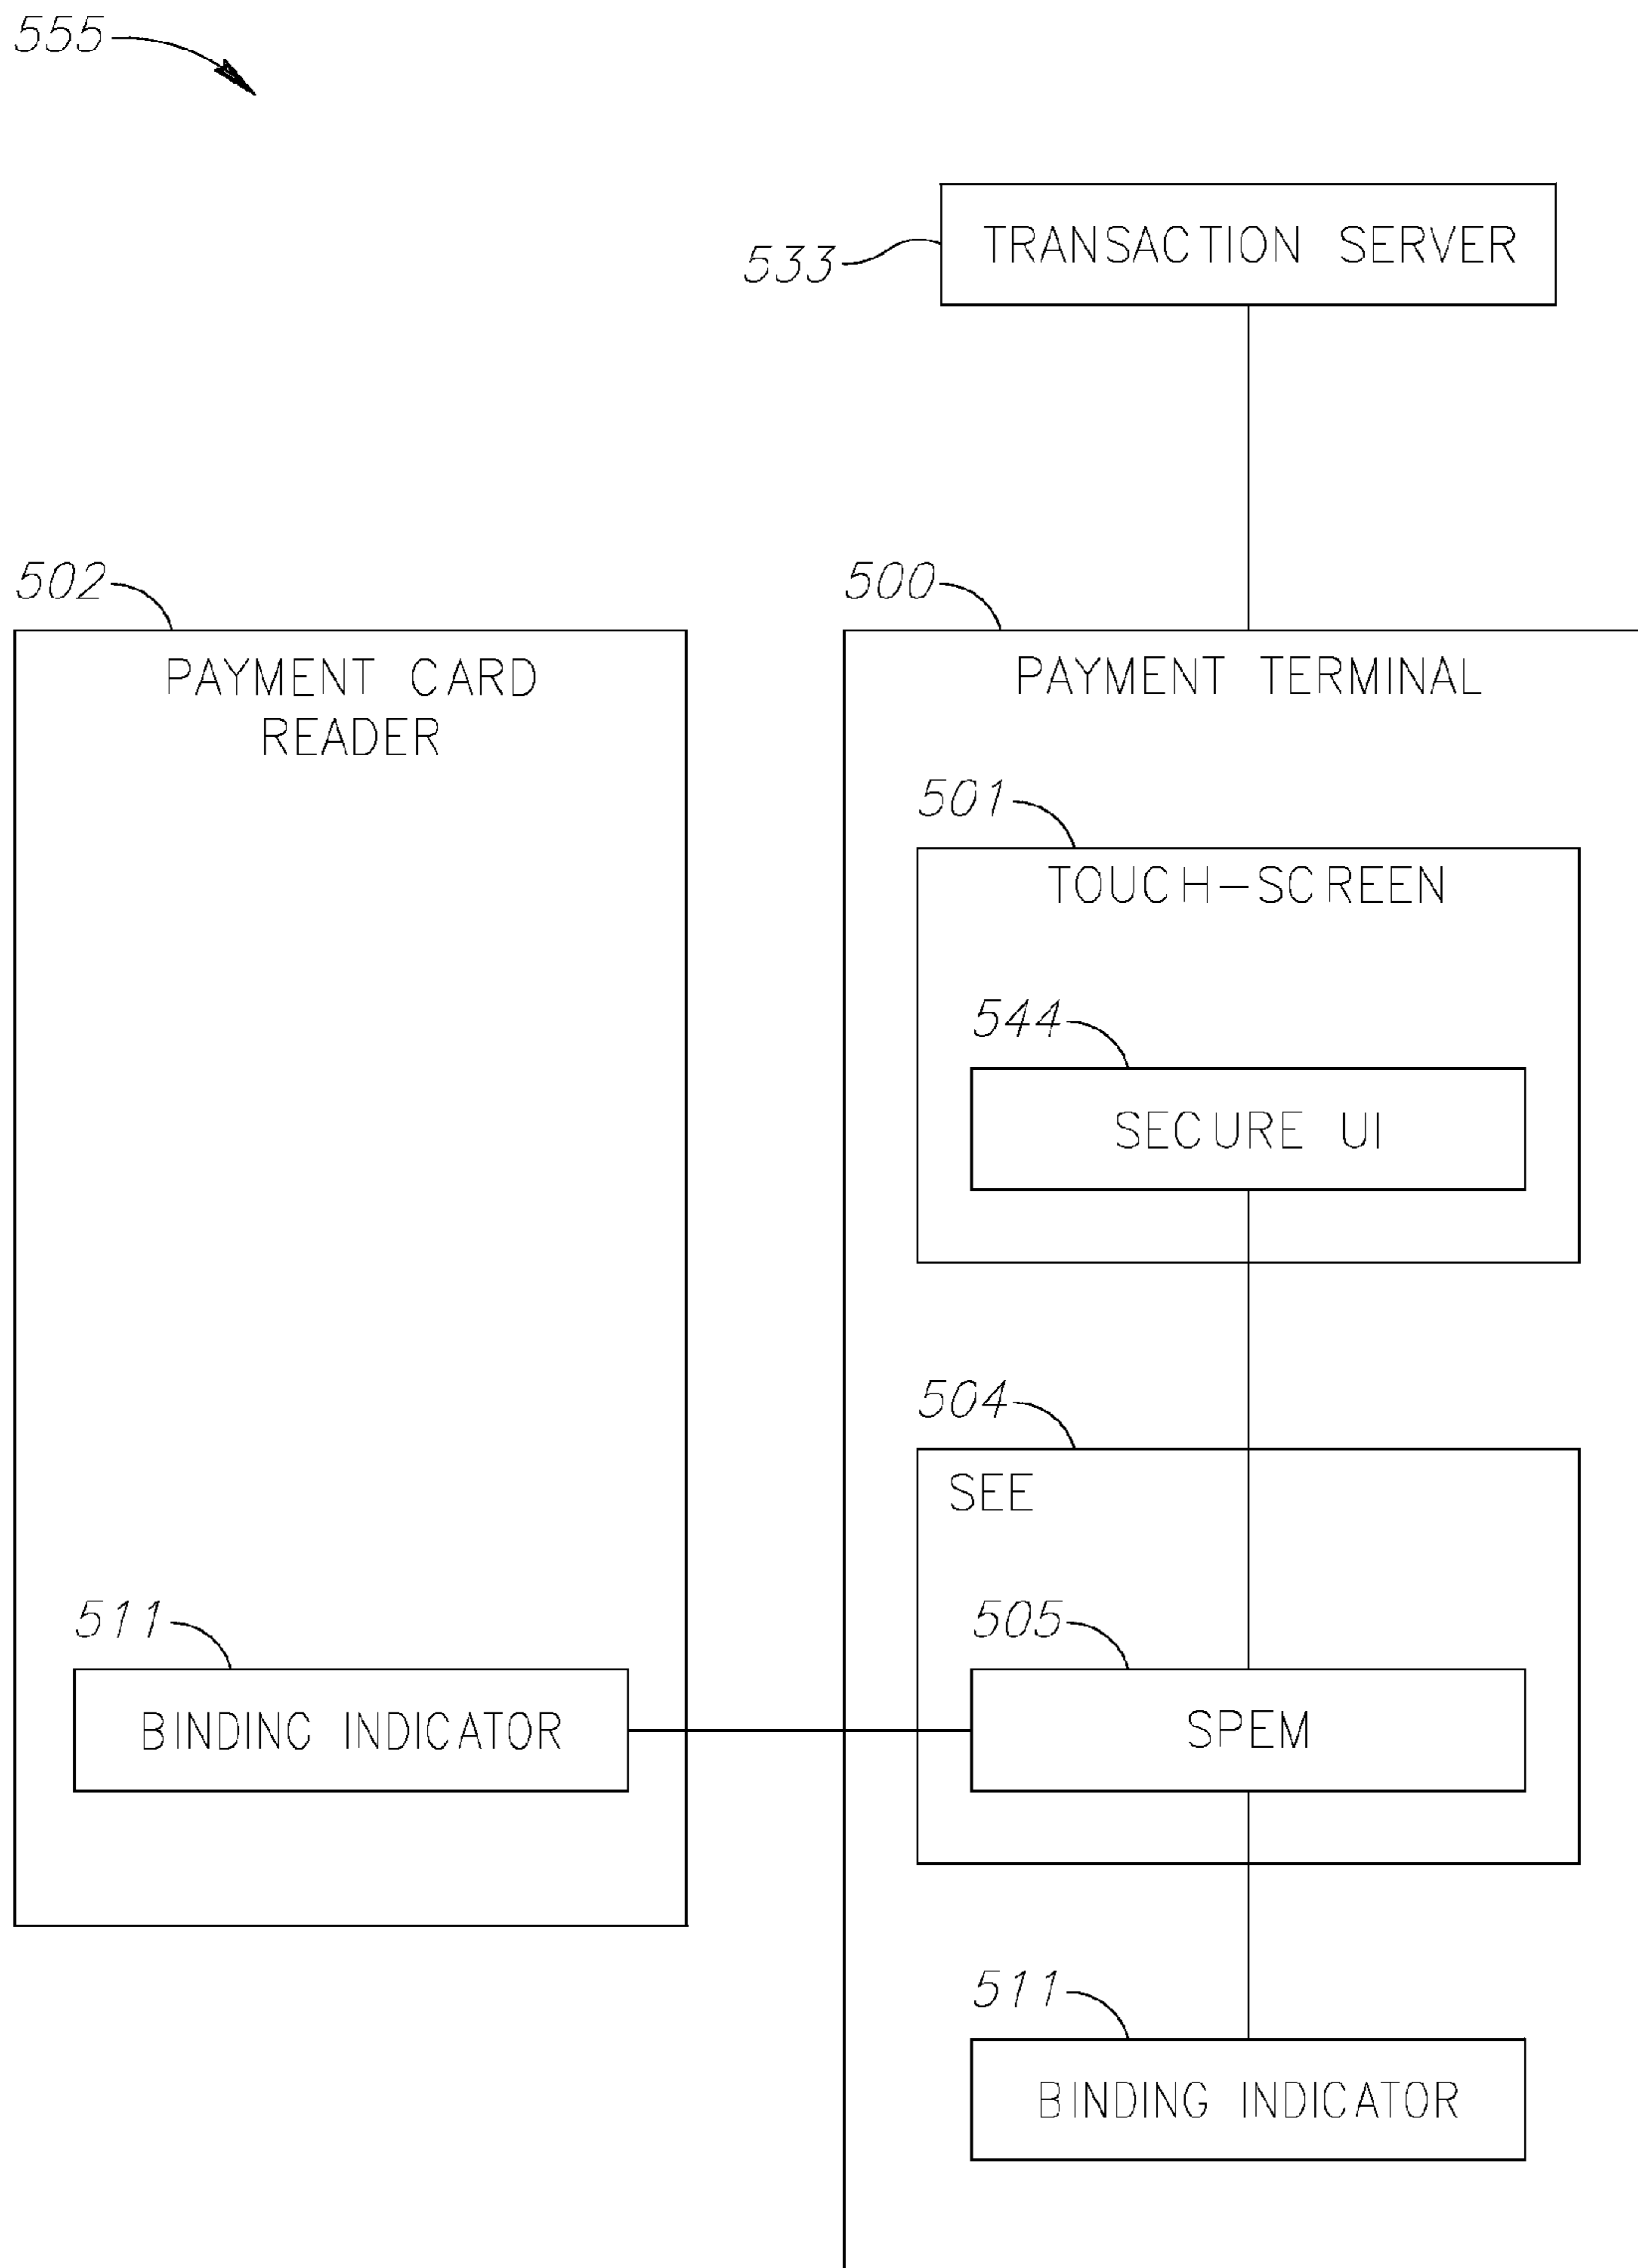 555
533
TRANSACTION SERVER
502
500
PAYMENT CARD
READER
PAYMENT TERMINAL
501
TOUCH-SCREEN
544
SECURE UI
504
SEE
511
505
BINDING INDICATOR
SPEM
511
BINDING INDICATOR